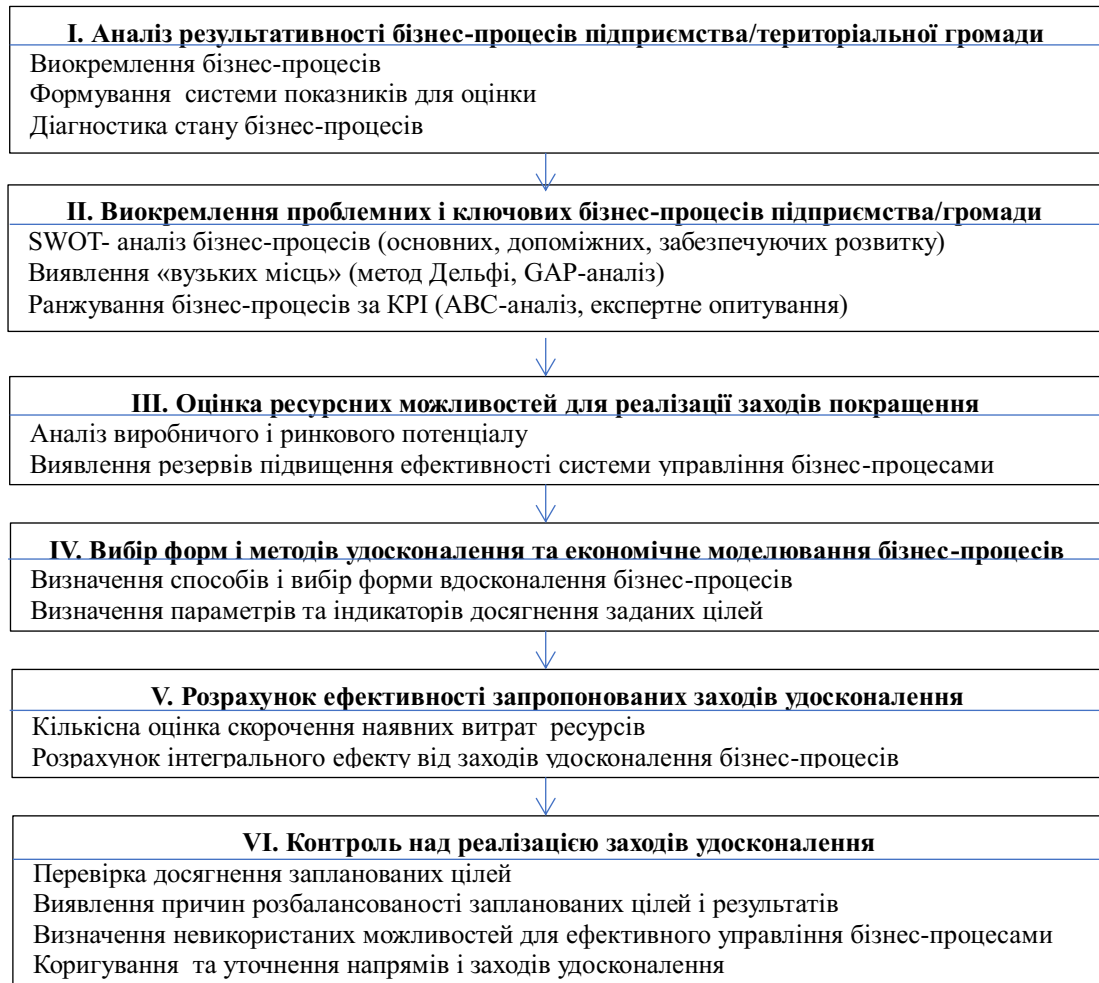 I. Аналіз результативності бізнес-процесів підприємства/територіальної громади
Виокремлення бізнес-процесів
Формування системи показників для оцінки
Діагностика стану бізнес-процесів
II. Виокремлення проблемних і ключових бізнес-процесів підприємства/громади
SWOT- аналіз бізнес-процесів (основних, допоміжних, забезпечуючих розвитку)
Виявлення «вузьких місць» (метод Дельфі, GAP-аналіз)
Ранжування бізнес-процесів за КРІ (АВС-аналіз, експертне опитування)
III. Оцінка ресурсних можливостей для реалізації заходів покращення
Аналіз виробничого і ринкового потенціалу
Виявлення резервів підвищення ефективності системи управління бізнес-процесами
IV. Вибір форм і методів удосконалення та економічне моделювання бізнес-процесів
Визначення способів і вибір форми вдосконалення бізнес-процесів
Визначення параметрів та індикаторів досягнення заданих цілей
V. Розрахунок ефективності запропонованих заходів удосконалення
Кількісна оцінка скорочення наявних витрат ресурсів
Розрахунок інтегрального ефекту від заходів удосконалення бізнес-процесів
VI. Контроль над реалізацією заходів удосконалення
Перевірка досягнення запланованих цілей
Виявлення причин розбалансованості запланованих цілей і результатів
Визначення невикористаних можливостей для ефективного управління бізнес-процесами
Коригування та уточнення напрямів і заходів удосконалення